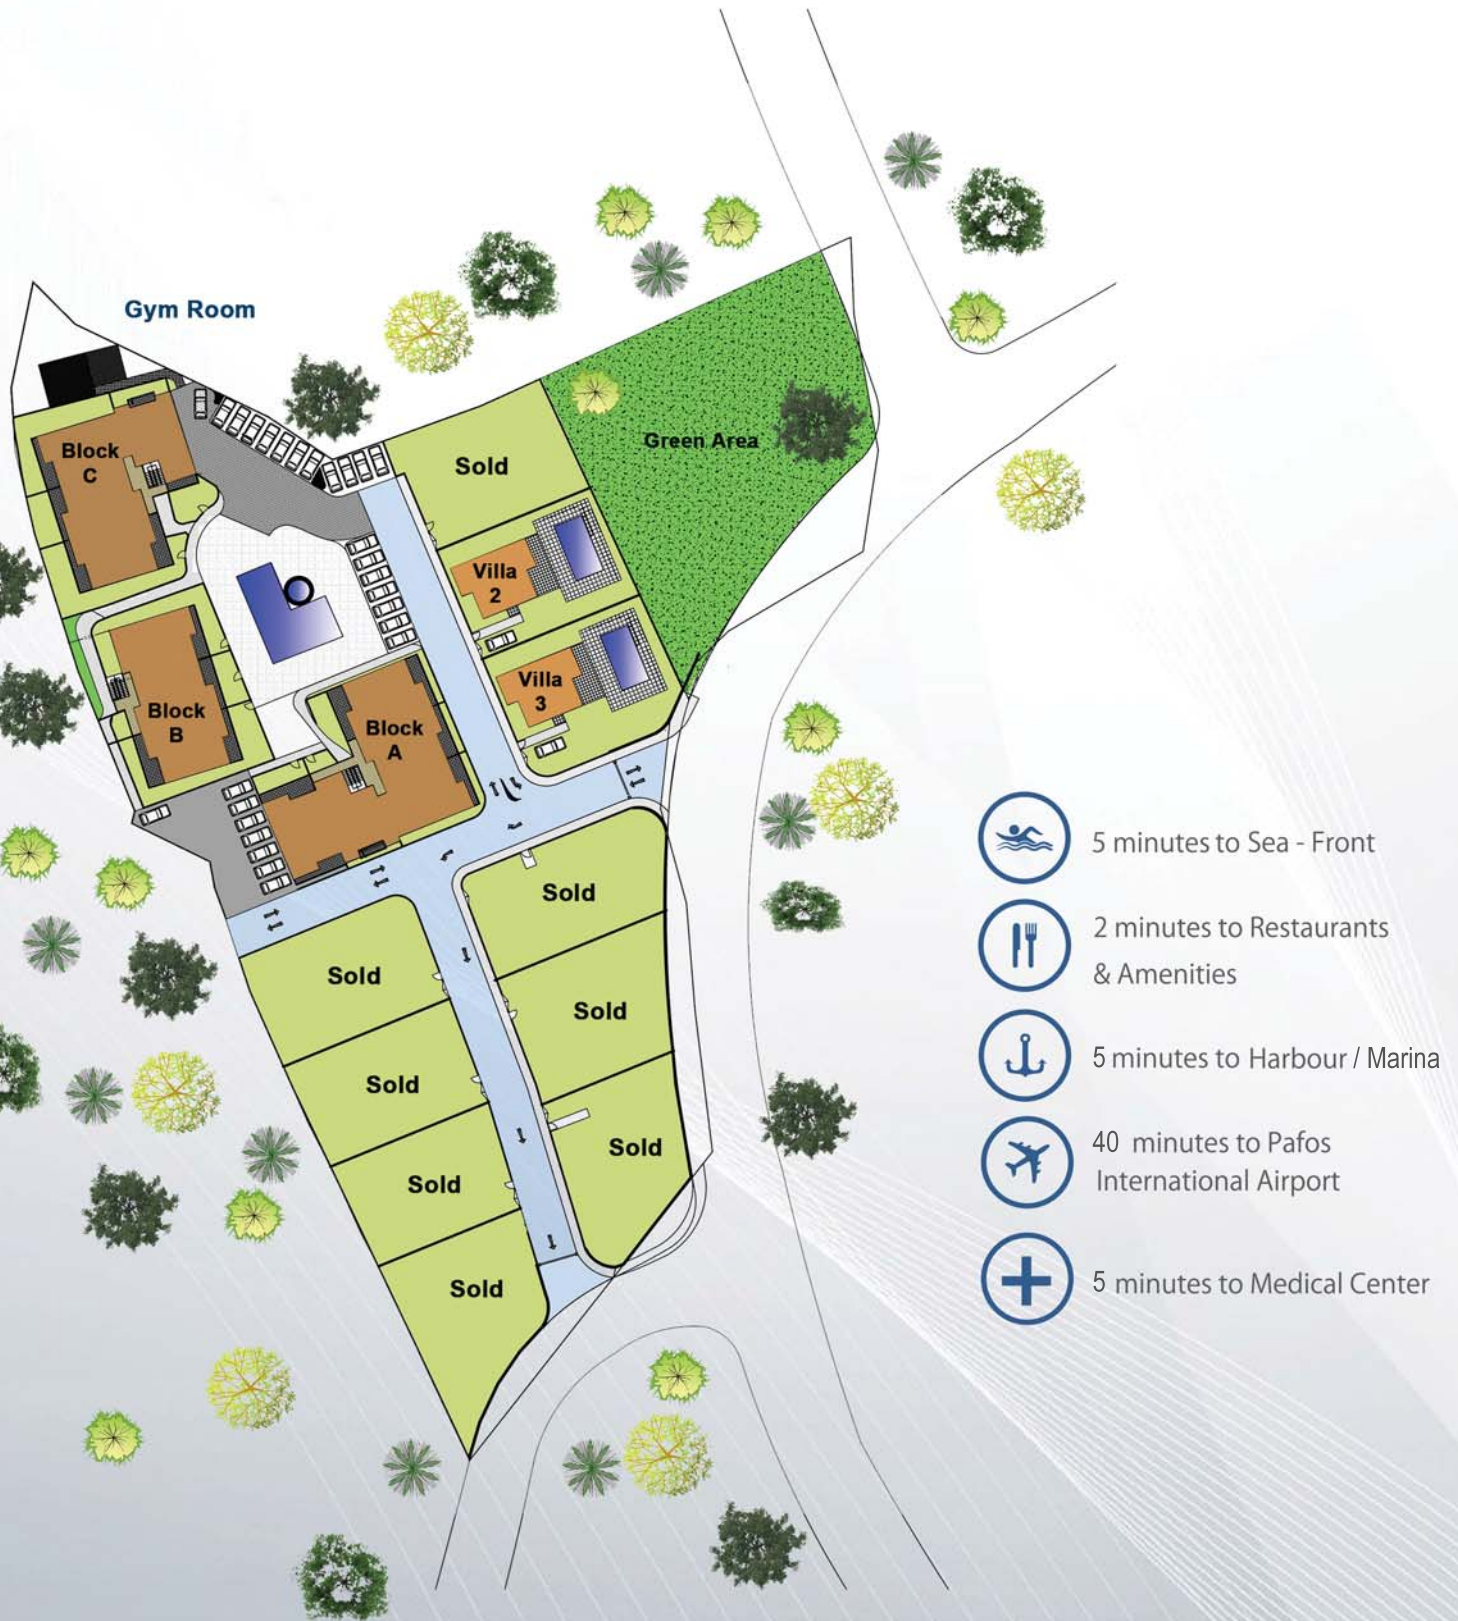 Gym Room
Block
C
Sold
Green Area
Villa
2
Villa
3
Block
B
Block
A
Sold
Sold
Sold
Sold
Sold
Sold
Sold
5 minutes to Sea - Front
2 minutes to Restaurants
& Amenities
5 minutes to Harbour / Marina
40 minutes to Pafos
International Airport
5 minutes to Medical Center